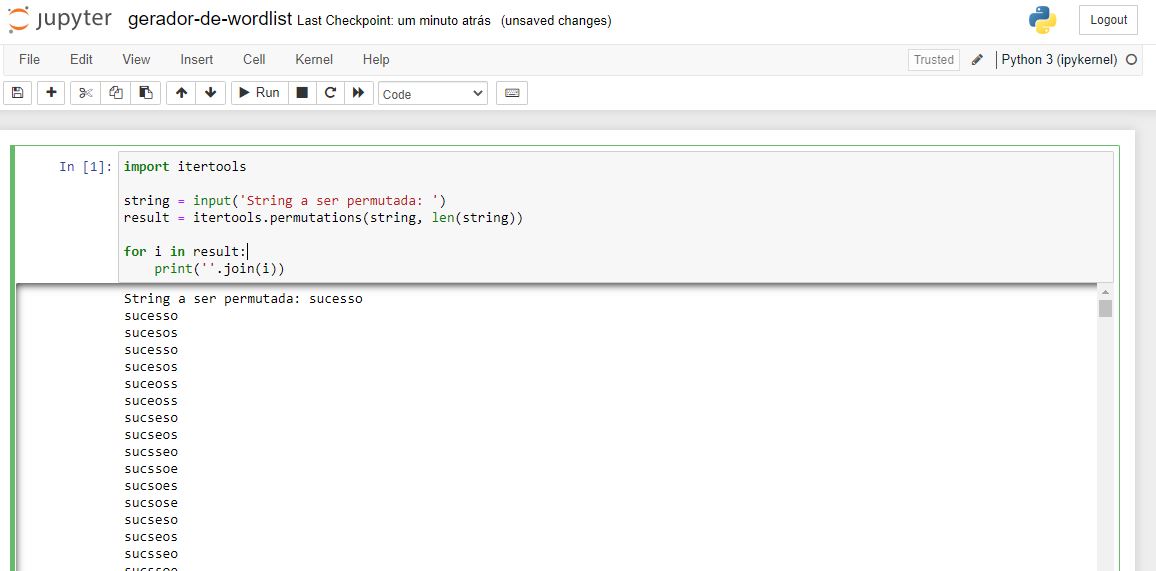 jupyter gerador-de-wordlist Last Checkpoint: um minuto atrás (unsaved changes) Logout
File Edit View Insert Cell Kernel Help Trusted Python 3 (ipykernel)
Run Code
In [1]: import itertools
string = input('String a ser permutada: ')
result = itertools.permutations(string, len(string))
for i in result:
print(''.join(i))
String a ser permutada: sucesso
sucesso
sucesos
sucesso
sucesos
suceoss
suceoss
sucseso
sucseos
sucsseo
sucssoe
sucsoes
sucsose
sucseso
sucseos
sucsseo